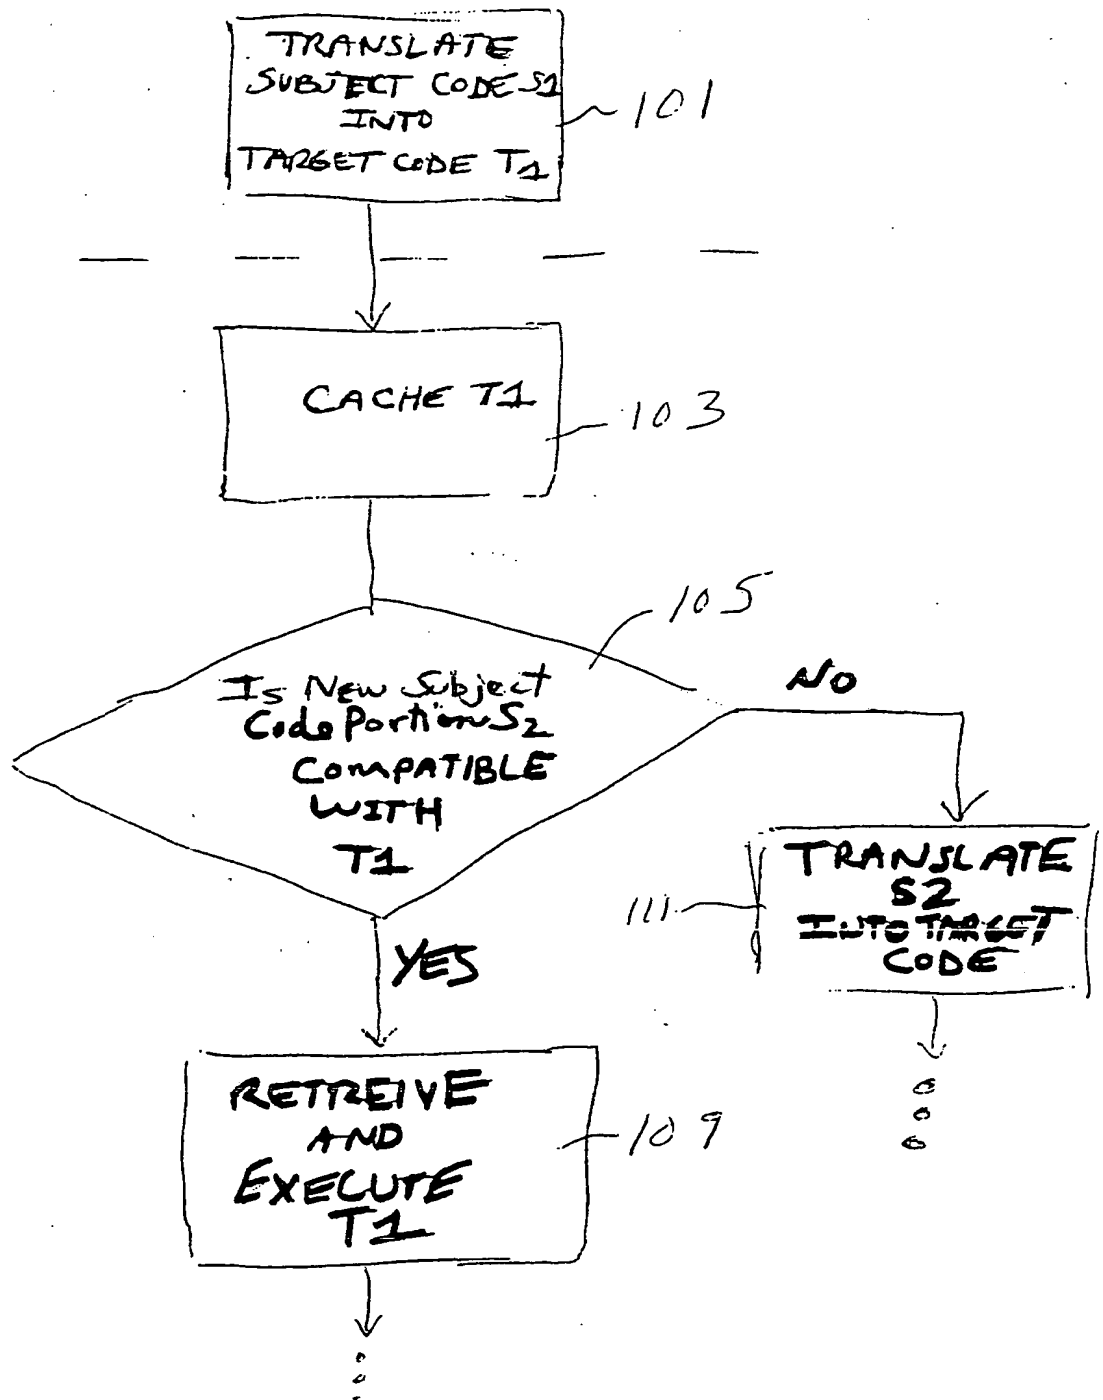 TRANSLATE
SUBJECT CODE S1
INTO
TARGET CODE T1
101
CACHE T1
103
105
Is New Subject
Code Portion S2
COMPATIBLE
WITH
T1
NO
YES
TRANSLATE
S2
INTO TARGET
CODE
111
RETREIVE
AND
EXECUTE
T1
109